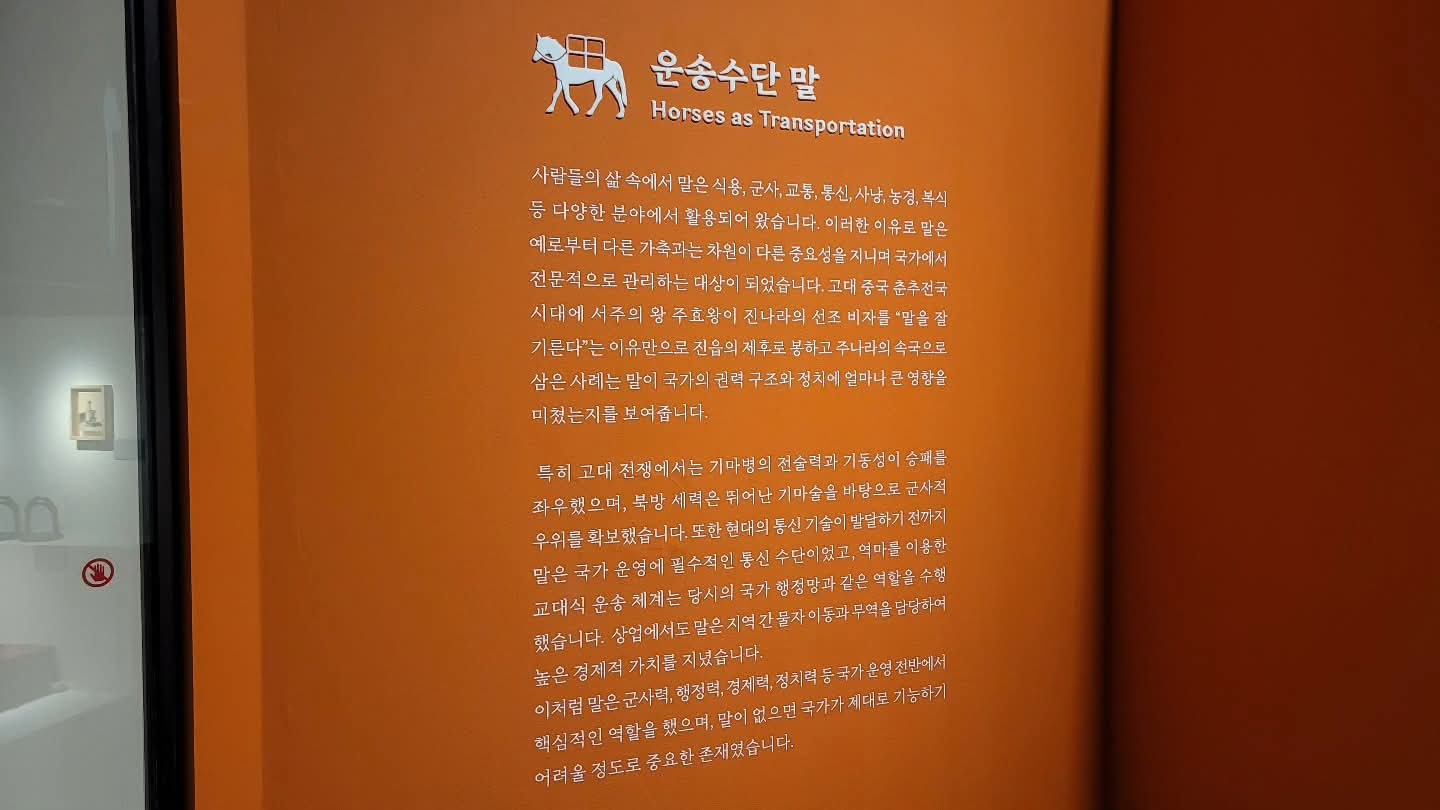 운송수단 말
Horses as Transportation
사람들의 삶 속에서 말은 식용, 군사, 교통, 통신, 사냥, 농경, 복식
등 다양한 분야에서 활용되어 왔습니다. 이러한 이유로 말은
예로부터 다른 가축과는 차원이 다른 중요성을 지니며 국가에서
전문적으로 관리하는 대상이 되었습니다. 고대 중국 춘추전국
시대에 서주의 왕 주효왕이 진나라의 선조 비자를 “말을 잘
기른다”는 이유만으로 진읍의 제후로 봉하고 주나라의 속국으로
삼은 사례는 말이 국가의 권력 구조와 정치에 얼마나 큰 영향을
미쳤는지를 보여줍니다.
특히 고대 전쟁에서는 기마병의 전술력과 기동성이 승패를
좌우했으며, 북방 세력은 뛰어난 기마술을 바탕으로 군사적
우위를 확보했습니다. 또한 현대의 통신 기술이 발달하기 전까지
말은 국가 운영에 필수적인 통신 수단이었고, 역마를 이용한
교대식 운송 체계는 당시의 국가 행정망과 같은 역할을 수행
했습니다. 상업에서도 말은 지역 간 물자 이동과 무역을 담당하여
높은 경제적 가치를 지녔습니다.
이처럼 말은 군사력, 행정력, 경제력, 정치력 등 국가 운영 전반에서
핵심적인 역할을 했으며, 말이 없으면 국가가 제대로 기능하기
어려울 정도로 중요한 존재였습니다.